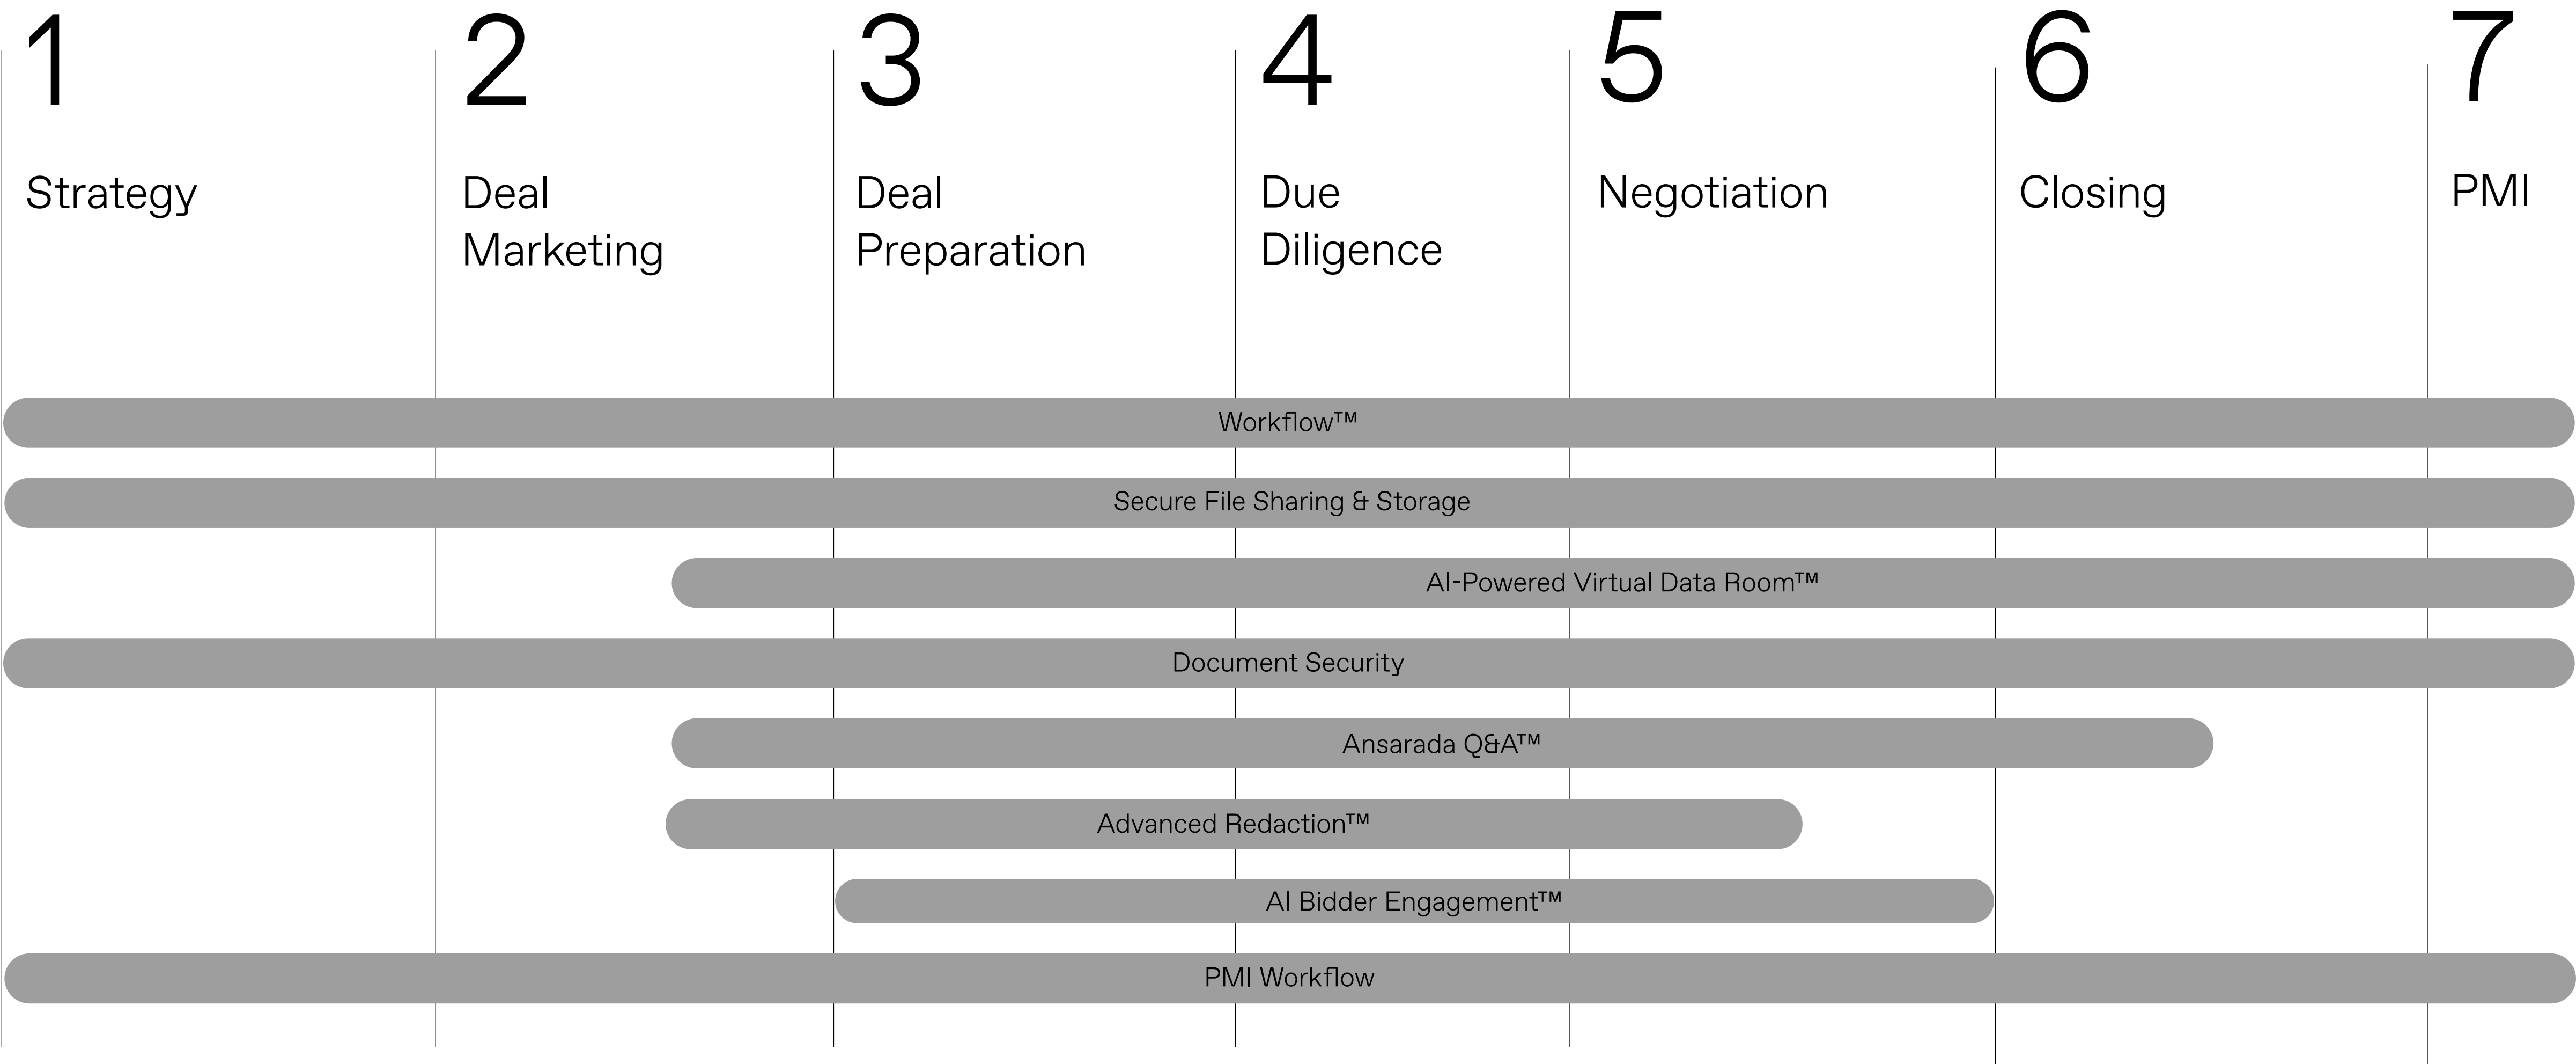 1
2
3
4
5
6
7
Strategy
Deal
Marketing
Deal
Preparation
Due
Diligence
Negotiation
Closing
PMI
Workflow™
Secure File Sharing & Storage
AI-Powered Virtual Data Room™
Document Security
Ansarada Q&A™
Advanced Redaction™
AI Bidder Engagement™
PMI Workflow